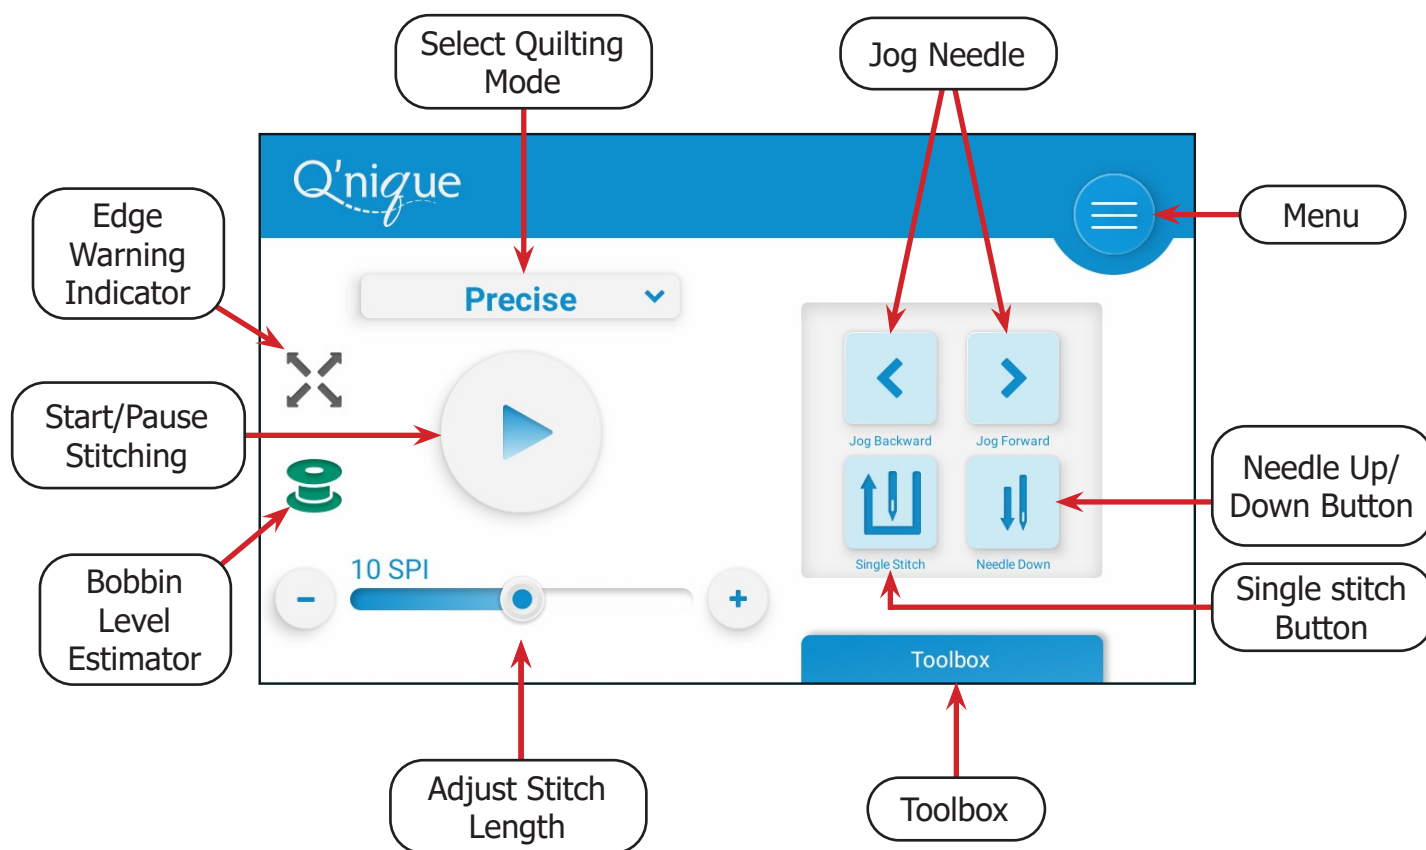 Select Quilting
Mode
Jog Needle
Q'nique
Menu
Edge
Warning
Indicator
Precise
Start/Pause
Stitching
Jog Backward
Jog Forward
Needle Up/
Down Button
Bobbin
Level
Estimator
10 SPI
−
+
Single Stitch
Needle Down
Single stitch
Button
Toolbox
Adjust Stitch
Length
Toolbox